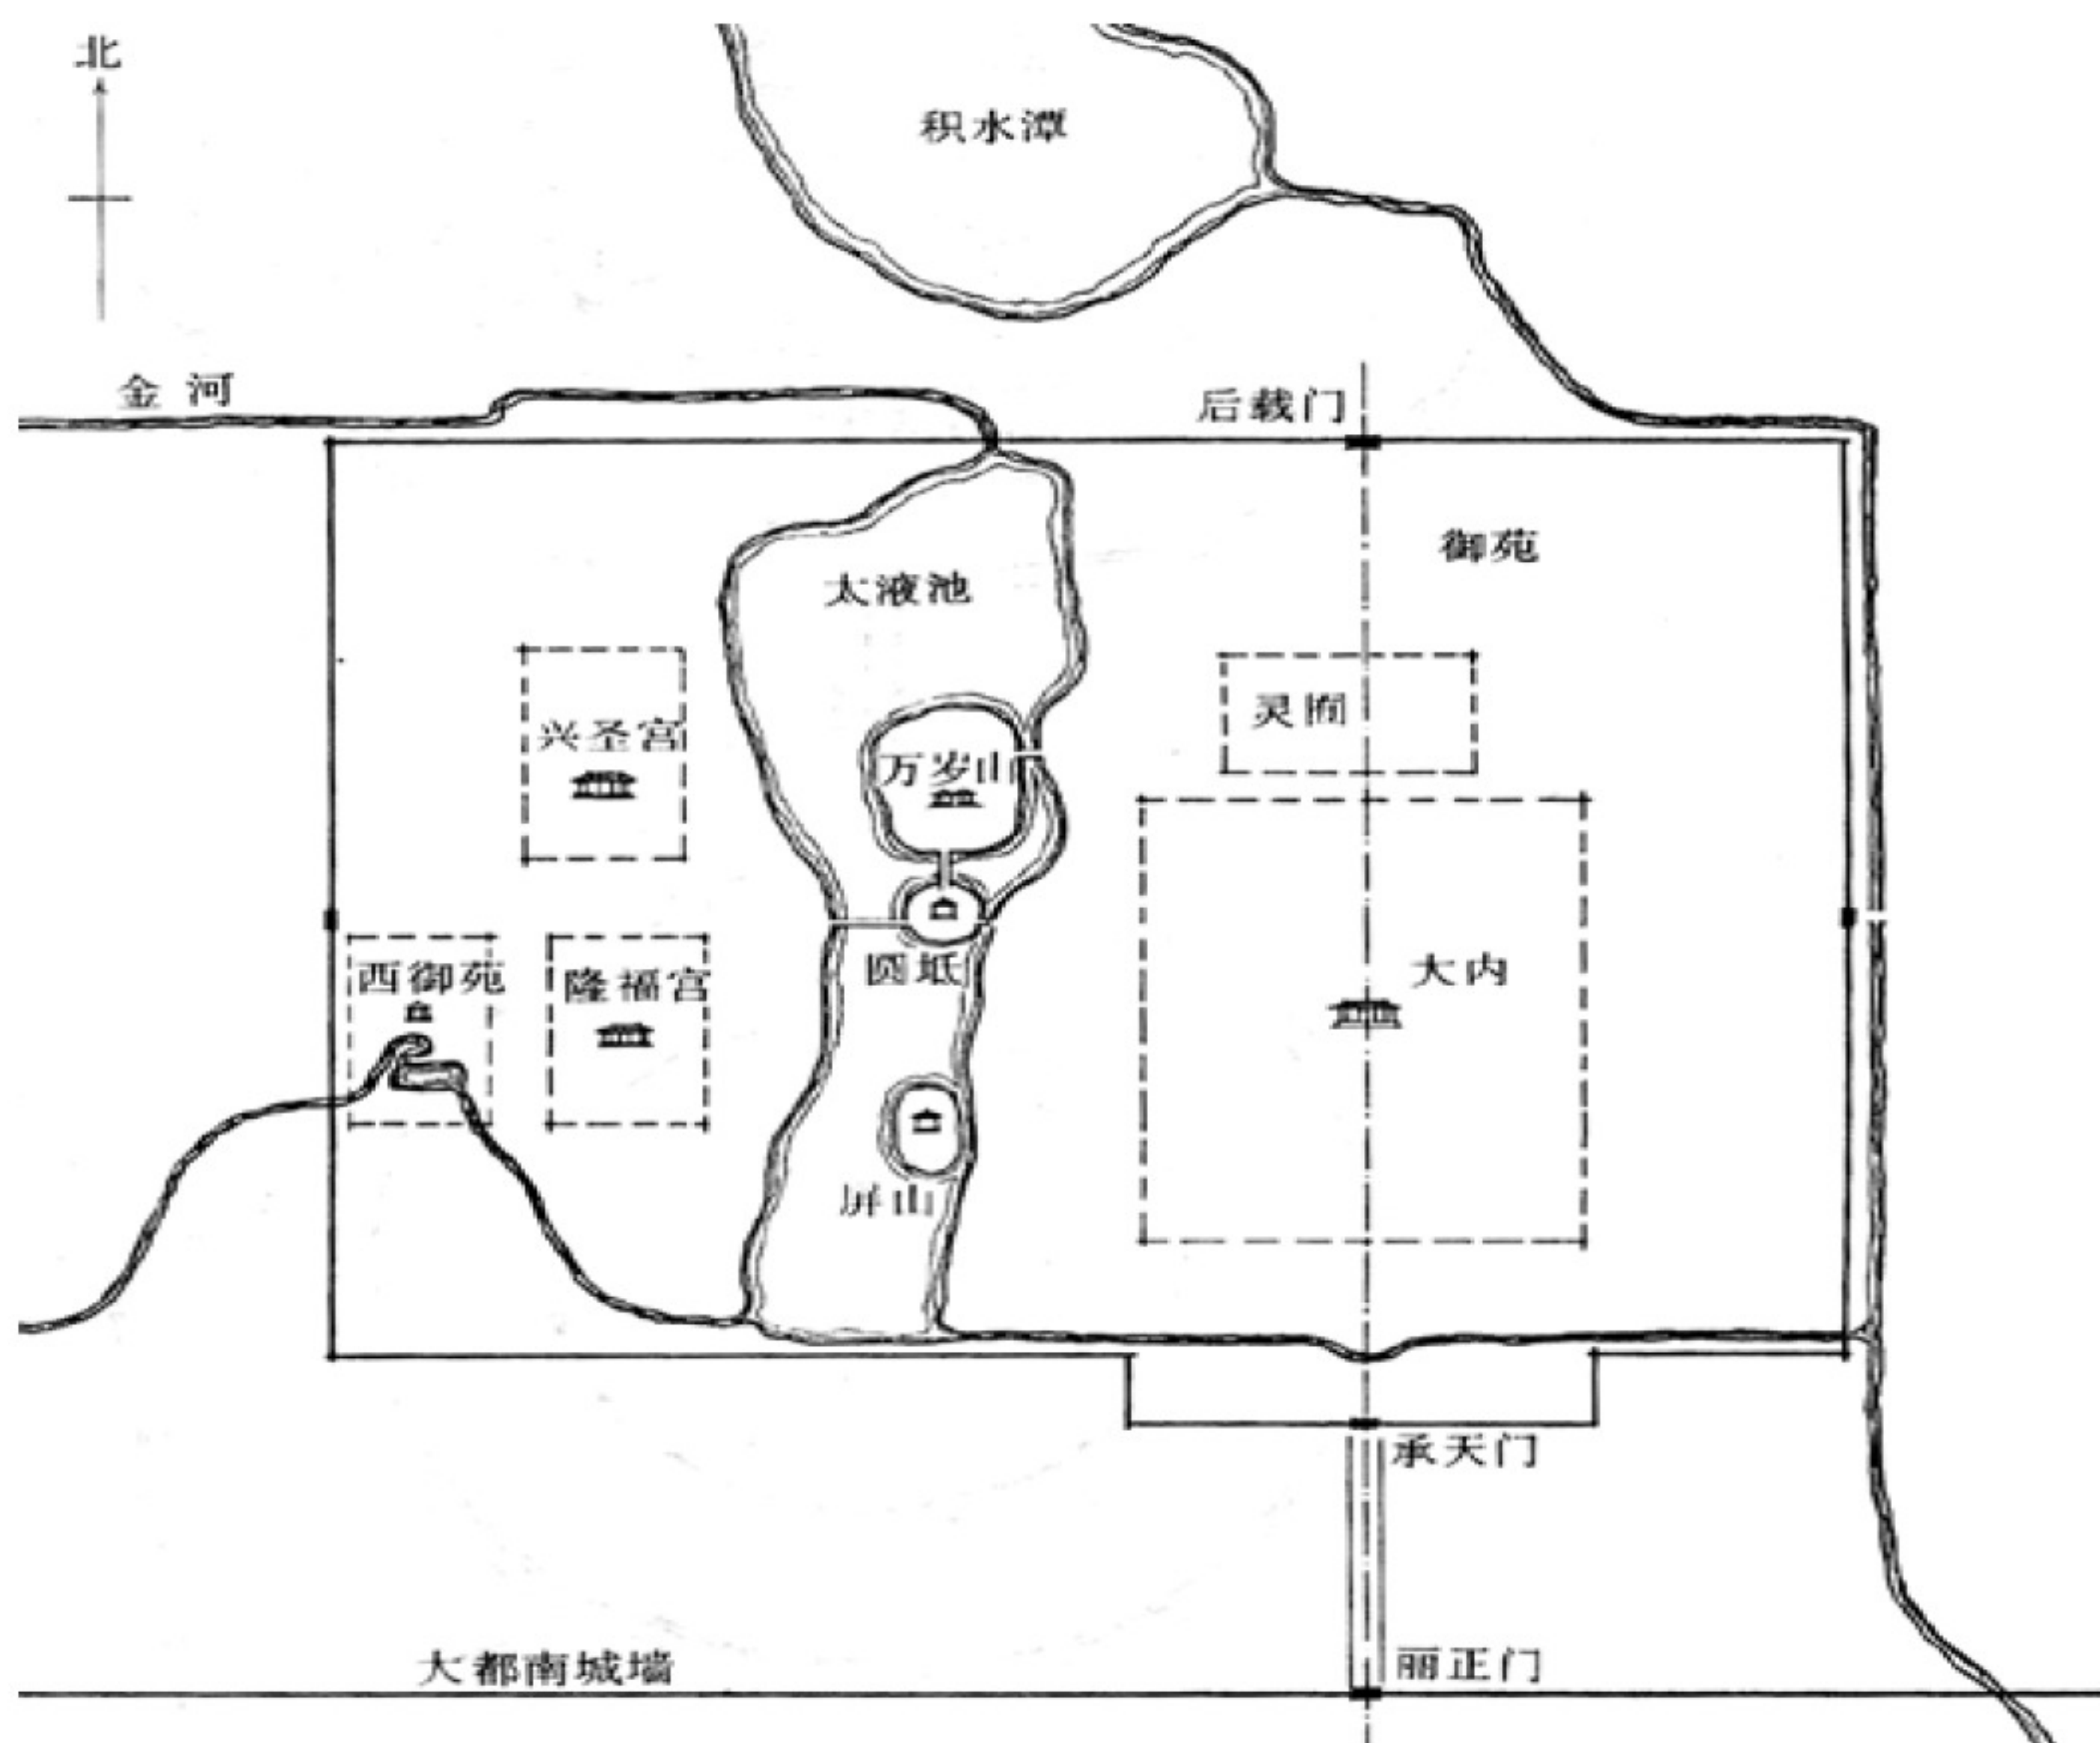 北
积水潭
金河
后载门
御苑
太液池
灵囿
兴圣宫
万岁山
圆坻
大内
西御苑
隆福宫
屏山
承天门
大都南城墙
丽正门